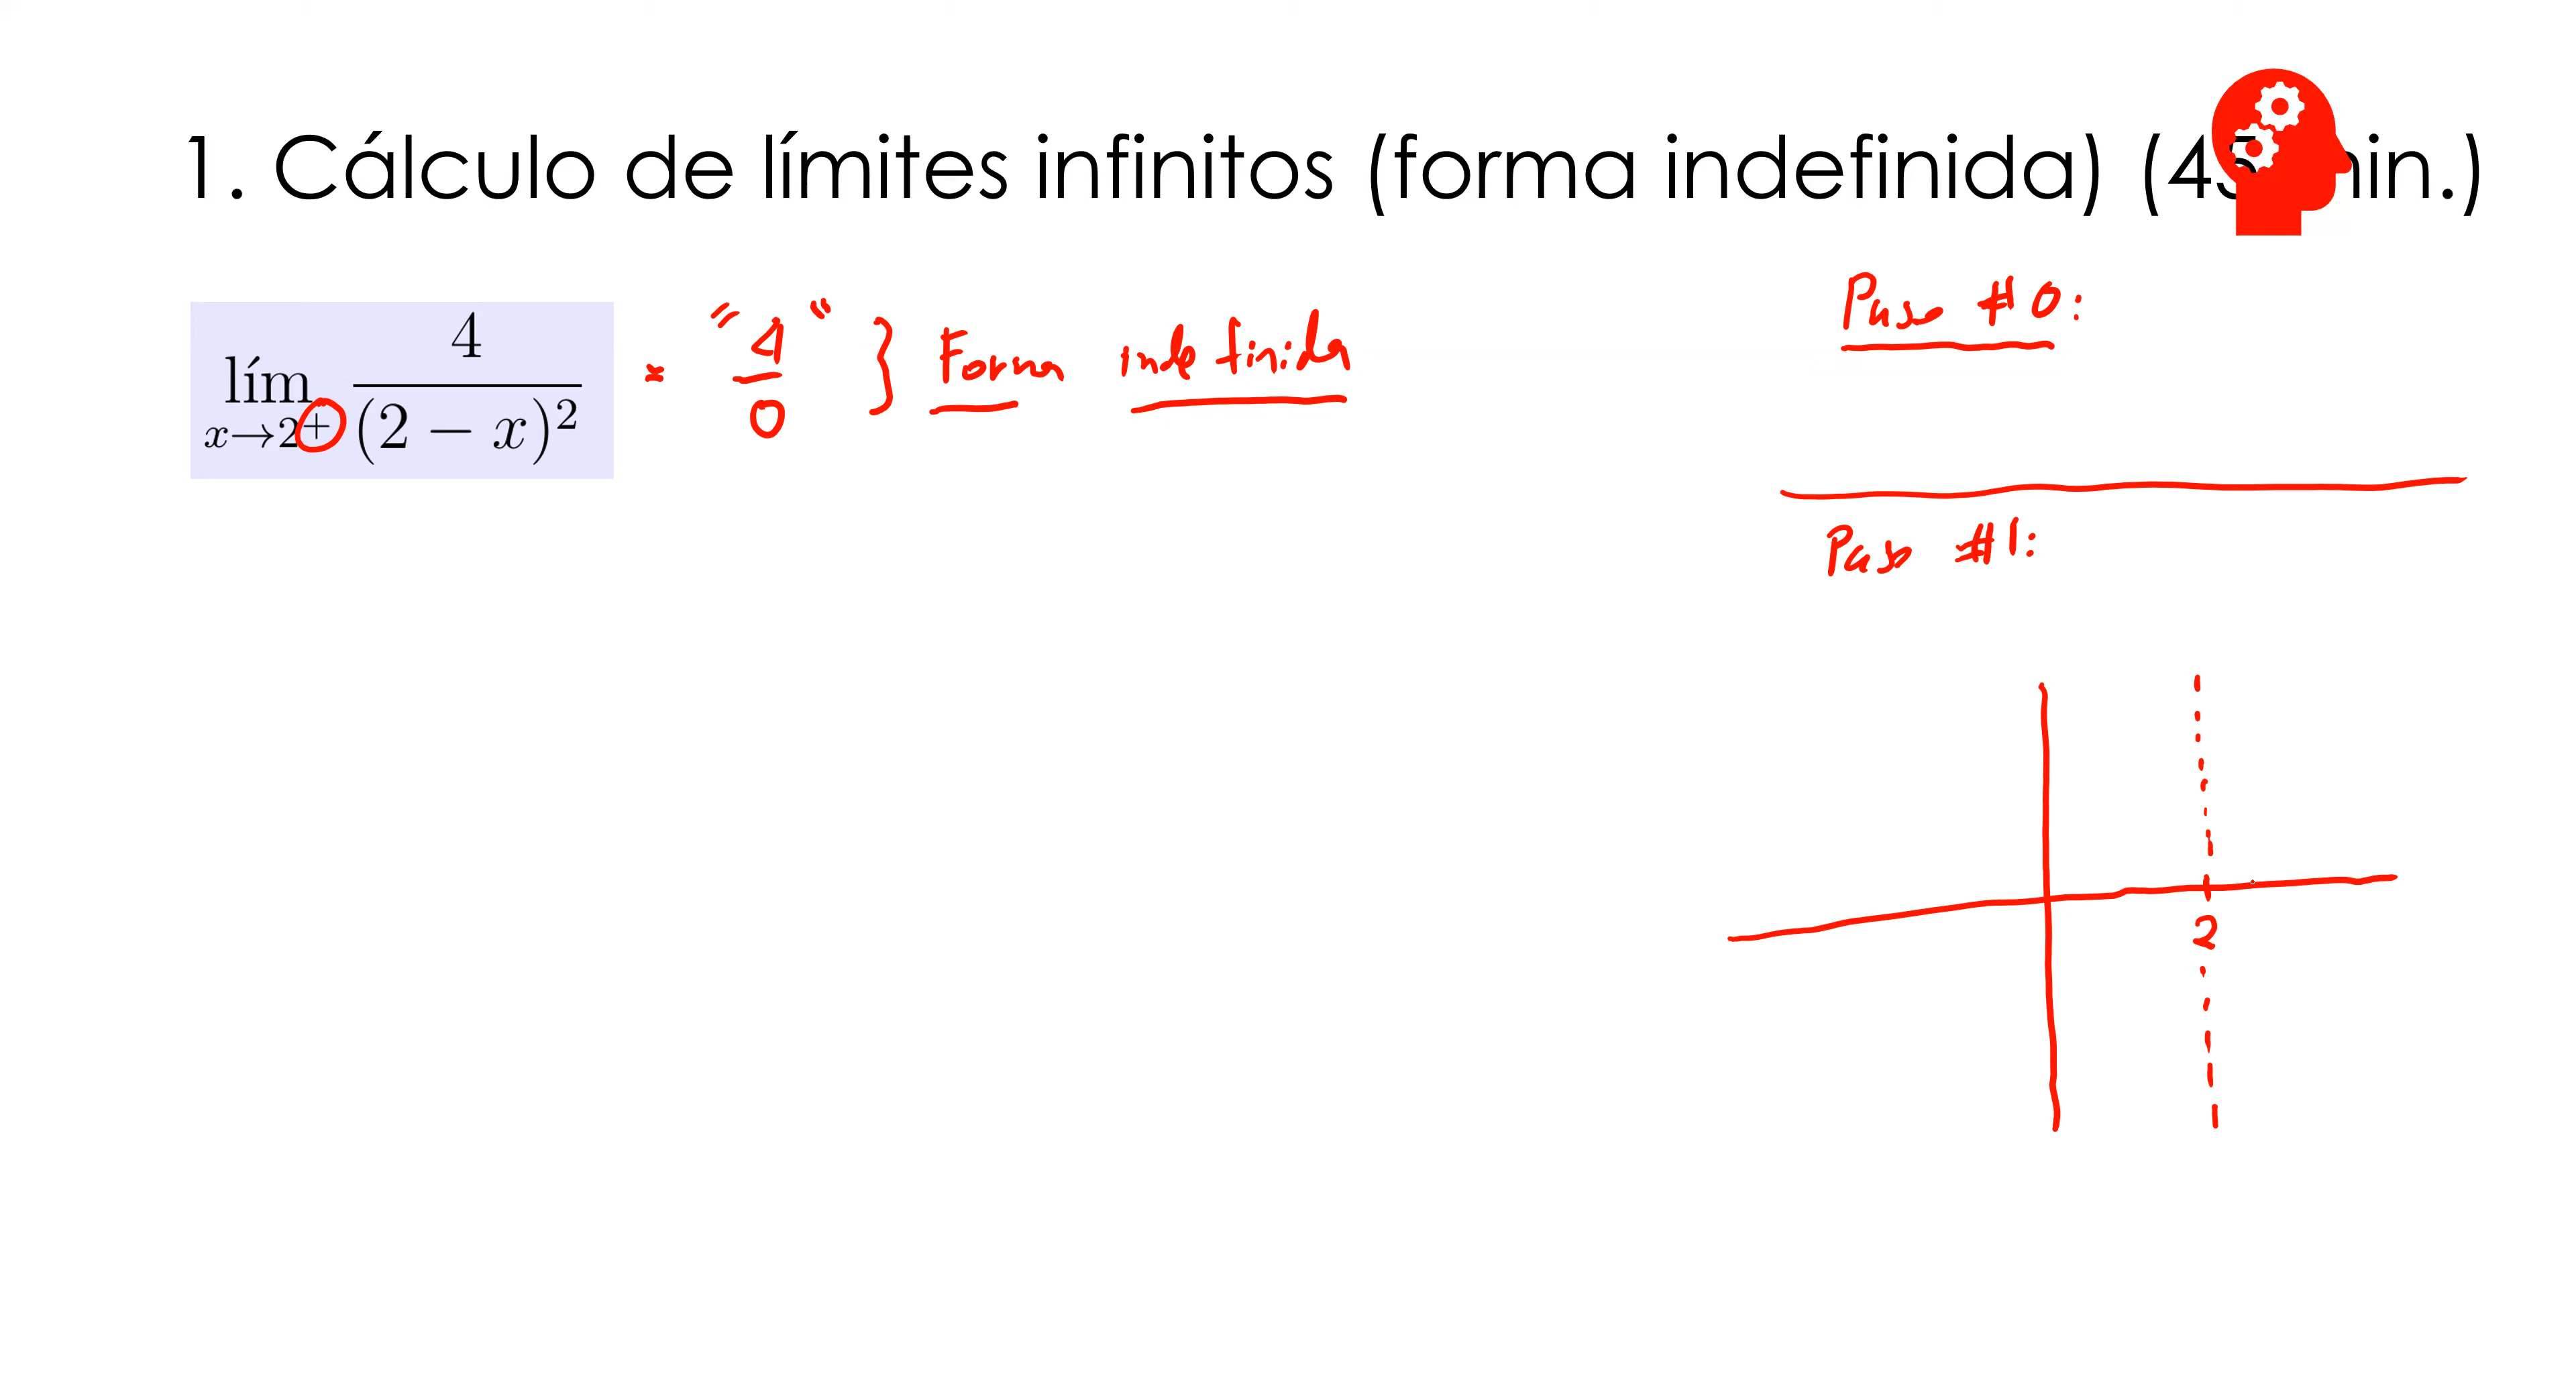 1. Cálculo de límites infinitos (forma indefinida) (45 min.)
lím x→2+ 4/(2 − x)² = "4/0" } Forma indefinida
Paso #0:
Paso #1:
2